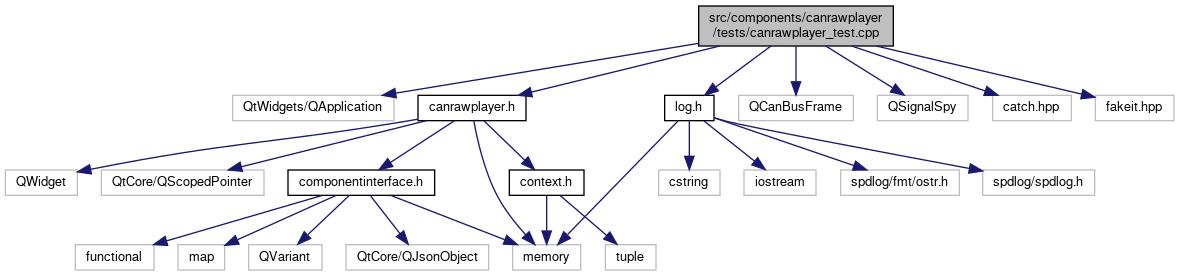 src/components/canrawplayer
/tests/canrawplayer_test.cpp
QtWidgets/QApplication
canrawplayer.h
log.h
QCanBusFrame
QSignalSpy
catch.hpp
fakeit.hpp
QWidget
QtCore/QScopedPointer
componentinterface.h
context.h
cstring
iostream
spdlog/fmt/ostr.h
spdlog/spdlog.h
functional
map
QVariant
QtCore/QJsonObject
memory
tuple